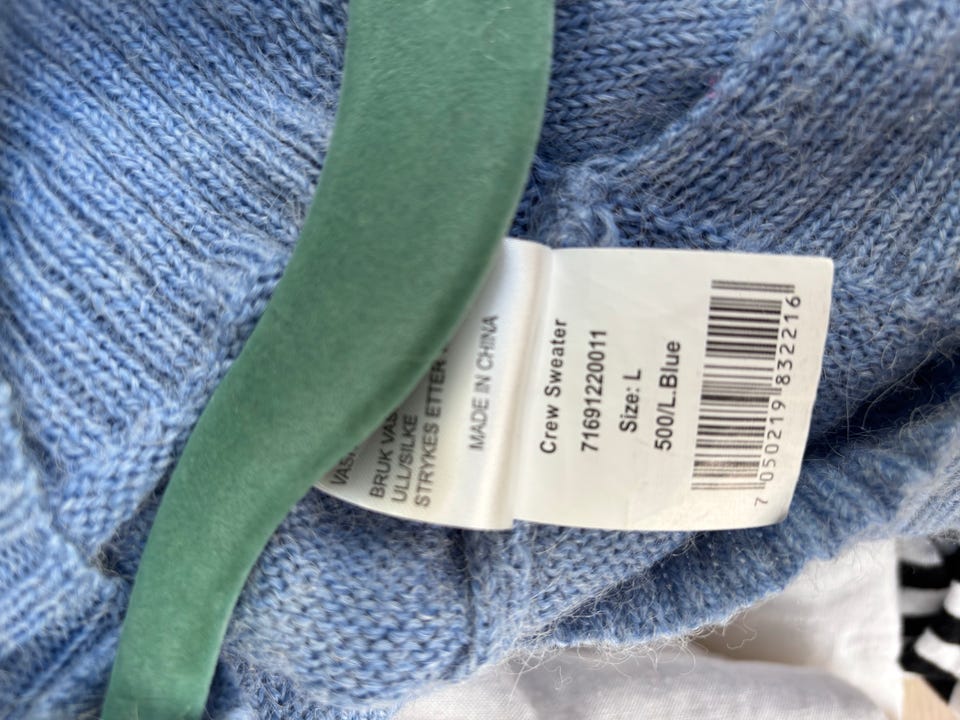 BRUK VAS
ULL/SILKE
STRYKES ETTER
MADE IN CHINA
Crew Sweater
71691220011
Size: L
500/L.Blue
7 050219 832216